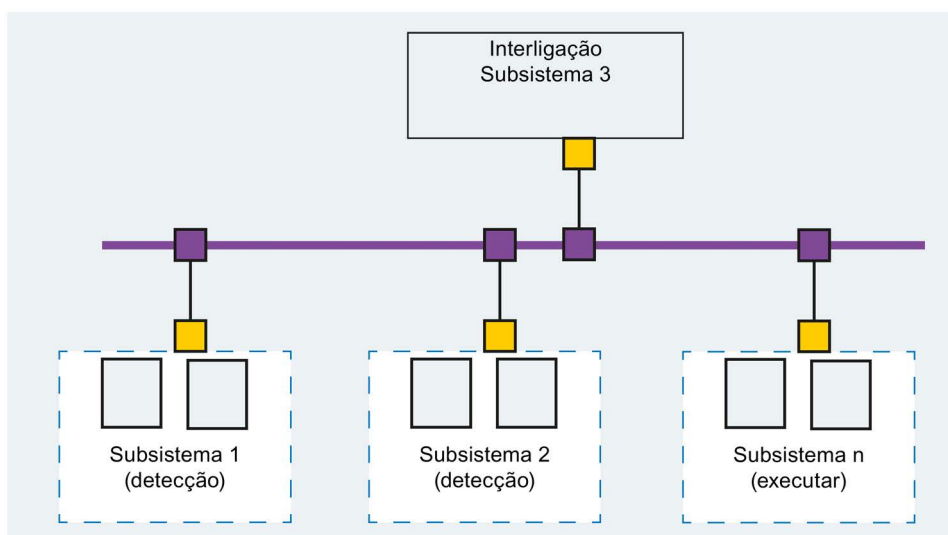 Interligação
Subsistema 3
Subsistema 1
(detecção)
Subsistema 2
(detecção)
Subsistema n
(executar)